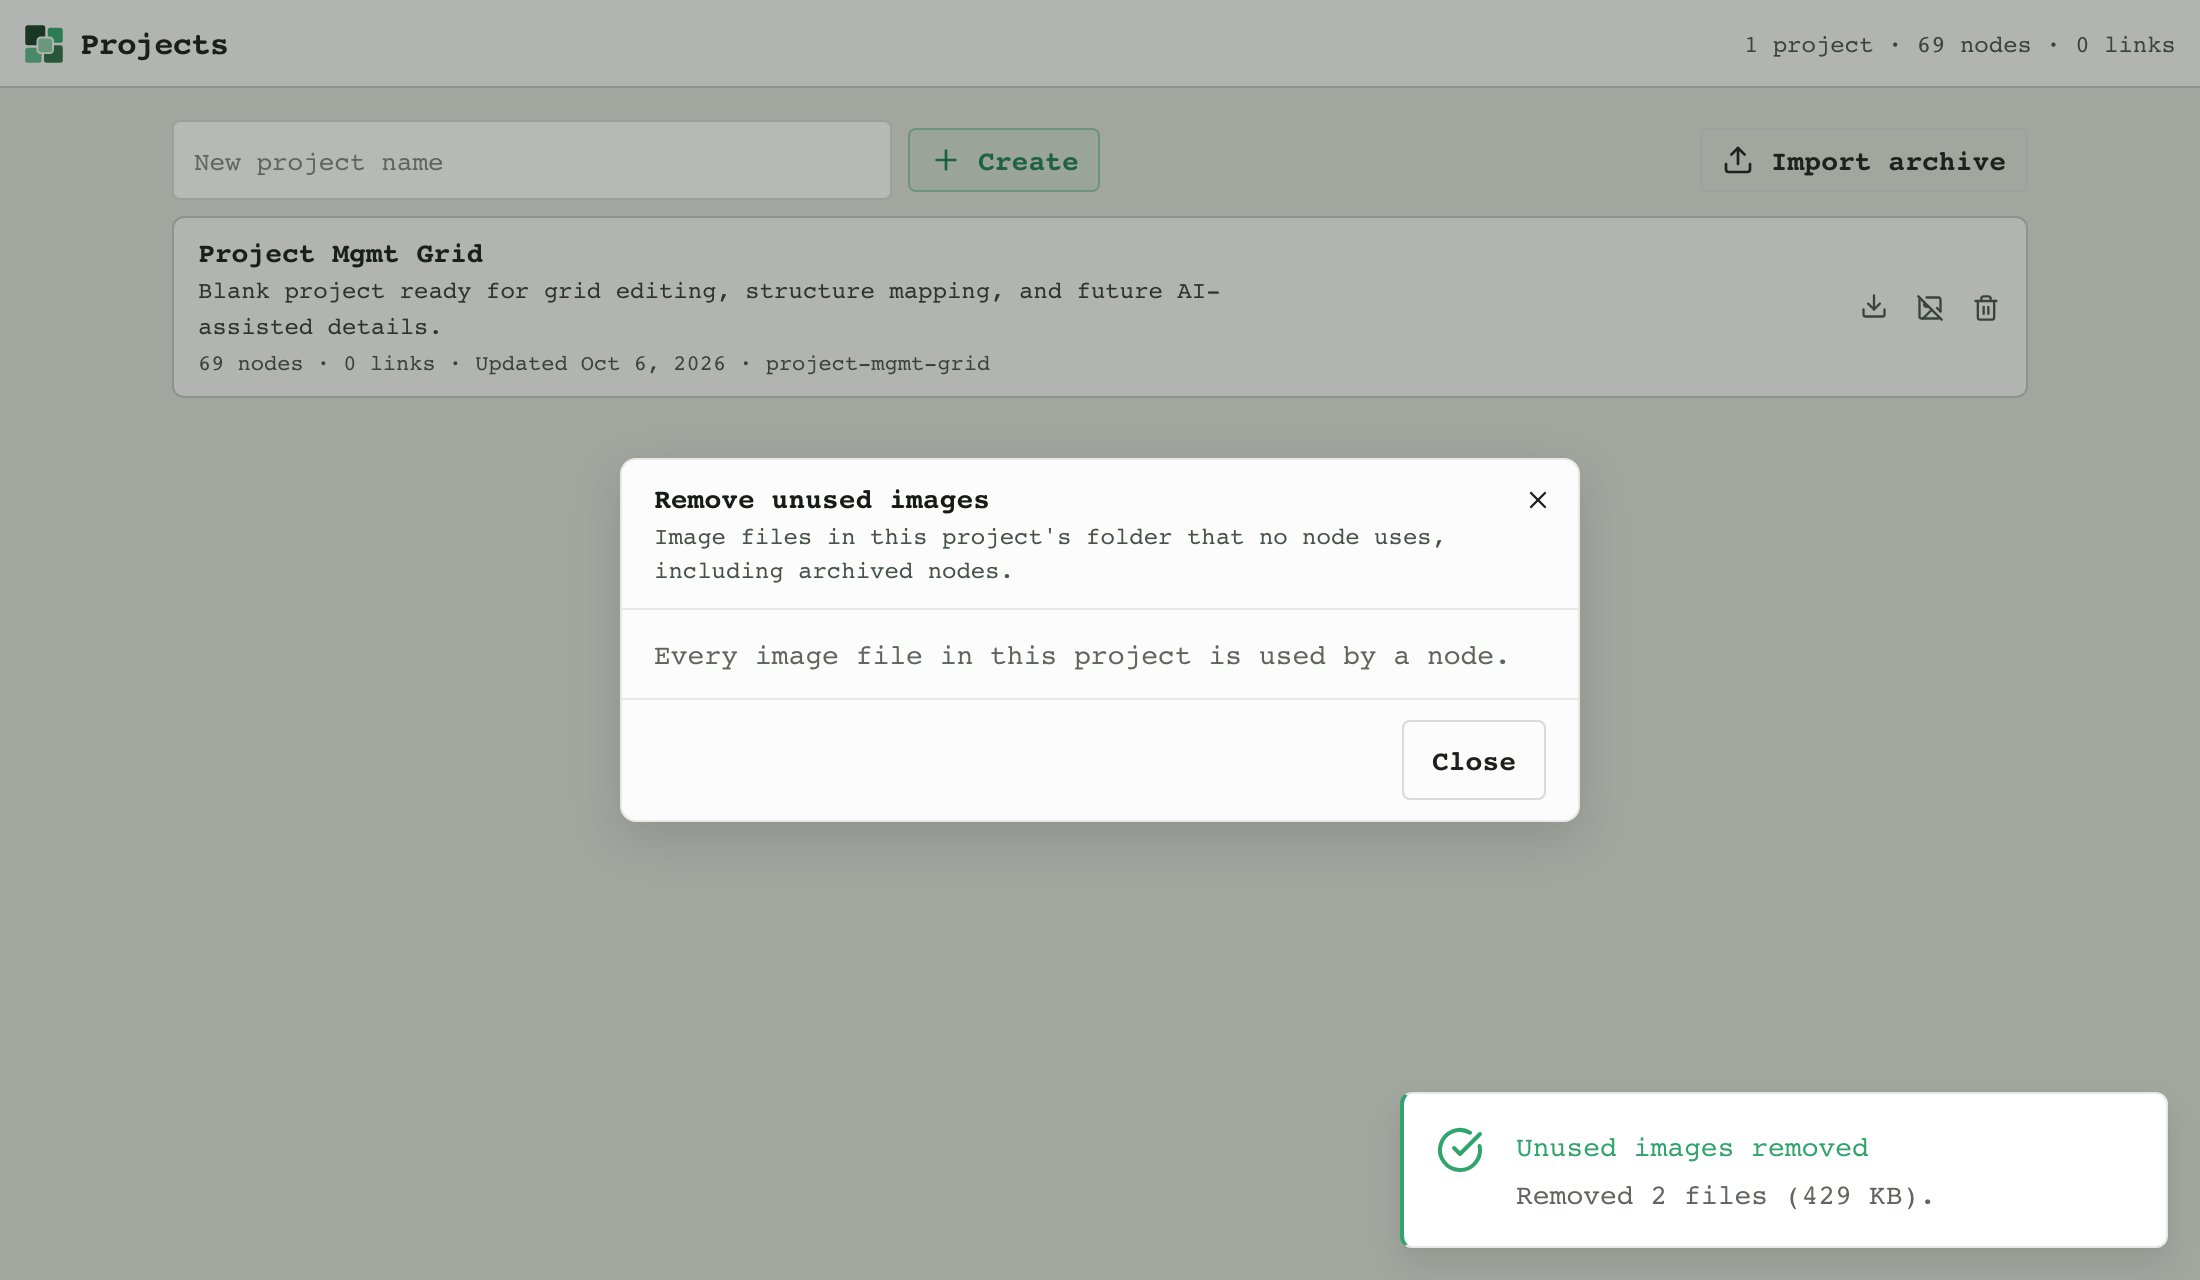 Projects
1 project · 69 nodes · 0 links
New project name
+ Create
Import archive
Project Mgmt Grid
Blank project ready for grid editing, structure mapping, and future AI-
assisted details.
69 nodes · 0 links · Updated Oct 6, 2026 · project-mgmt-grid
Remove unused images
Image files in this project's folder that no node uses,
including archived nodes.
Every image file in this project is used by a node.
Close
Unused images removed
Removed 2 files (429 KB).